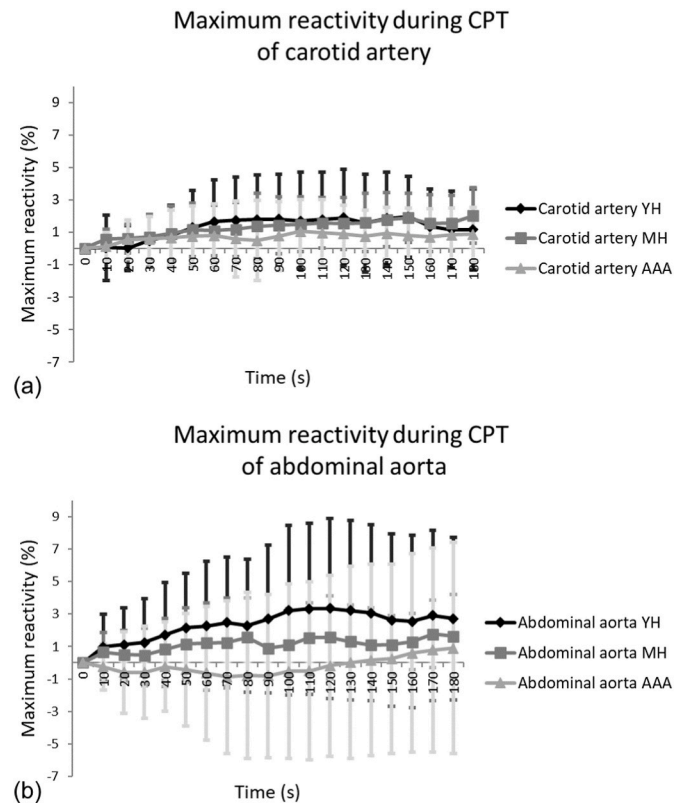 Maximum reactivity during CPT
of carotid artery
Maximum reactivity (%)
9
7
5
3
1
-1
-3
-5
-7
0 10 20 30 40 50 60 70 80 90 100 110 120 130 140 150 160 170 180
Time (s)
Carotid artery YH
Carotid artery MH
Carotid artery AAA
(a)
Maximum reactivity during CPT
of abdominal aorta
Maximum reactivity (%)
9
7
5
3
1
-1
-3
-5
-7
0 10 20 30 40 50 60 70 80 90 100 110 120 130 140 150 160 170 180
Time (s)
Abdominal aorta YH
Abdominal aorta MH
Abdominal aorta AAA
(b)